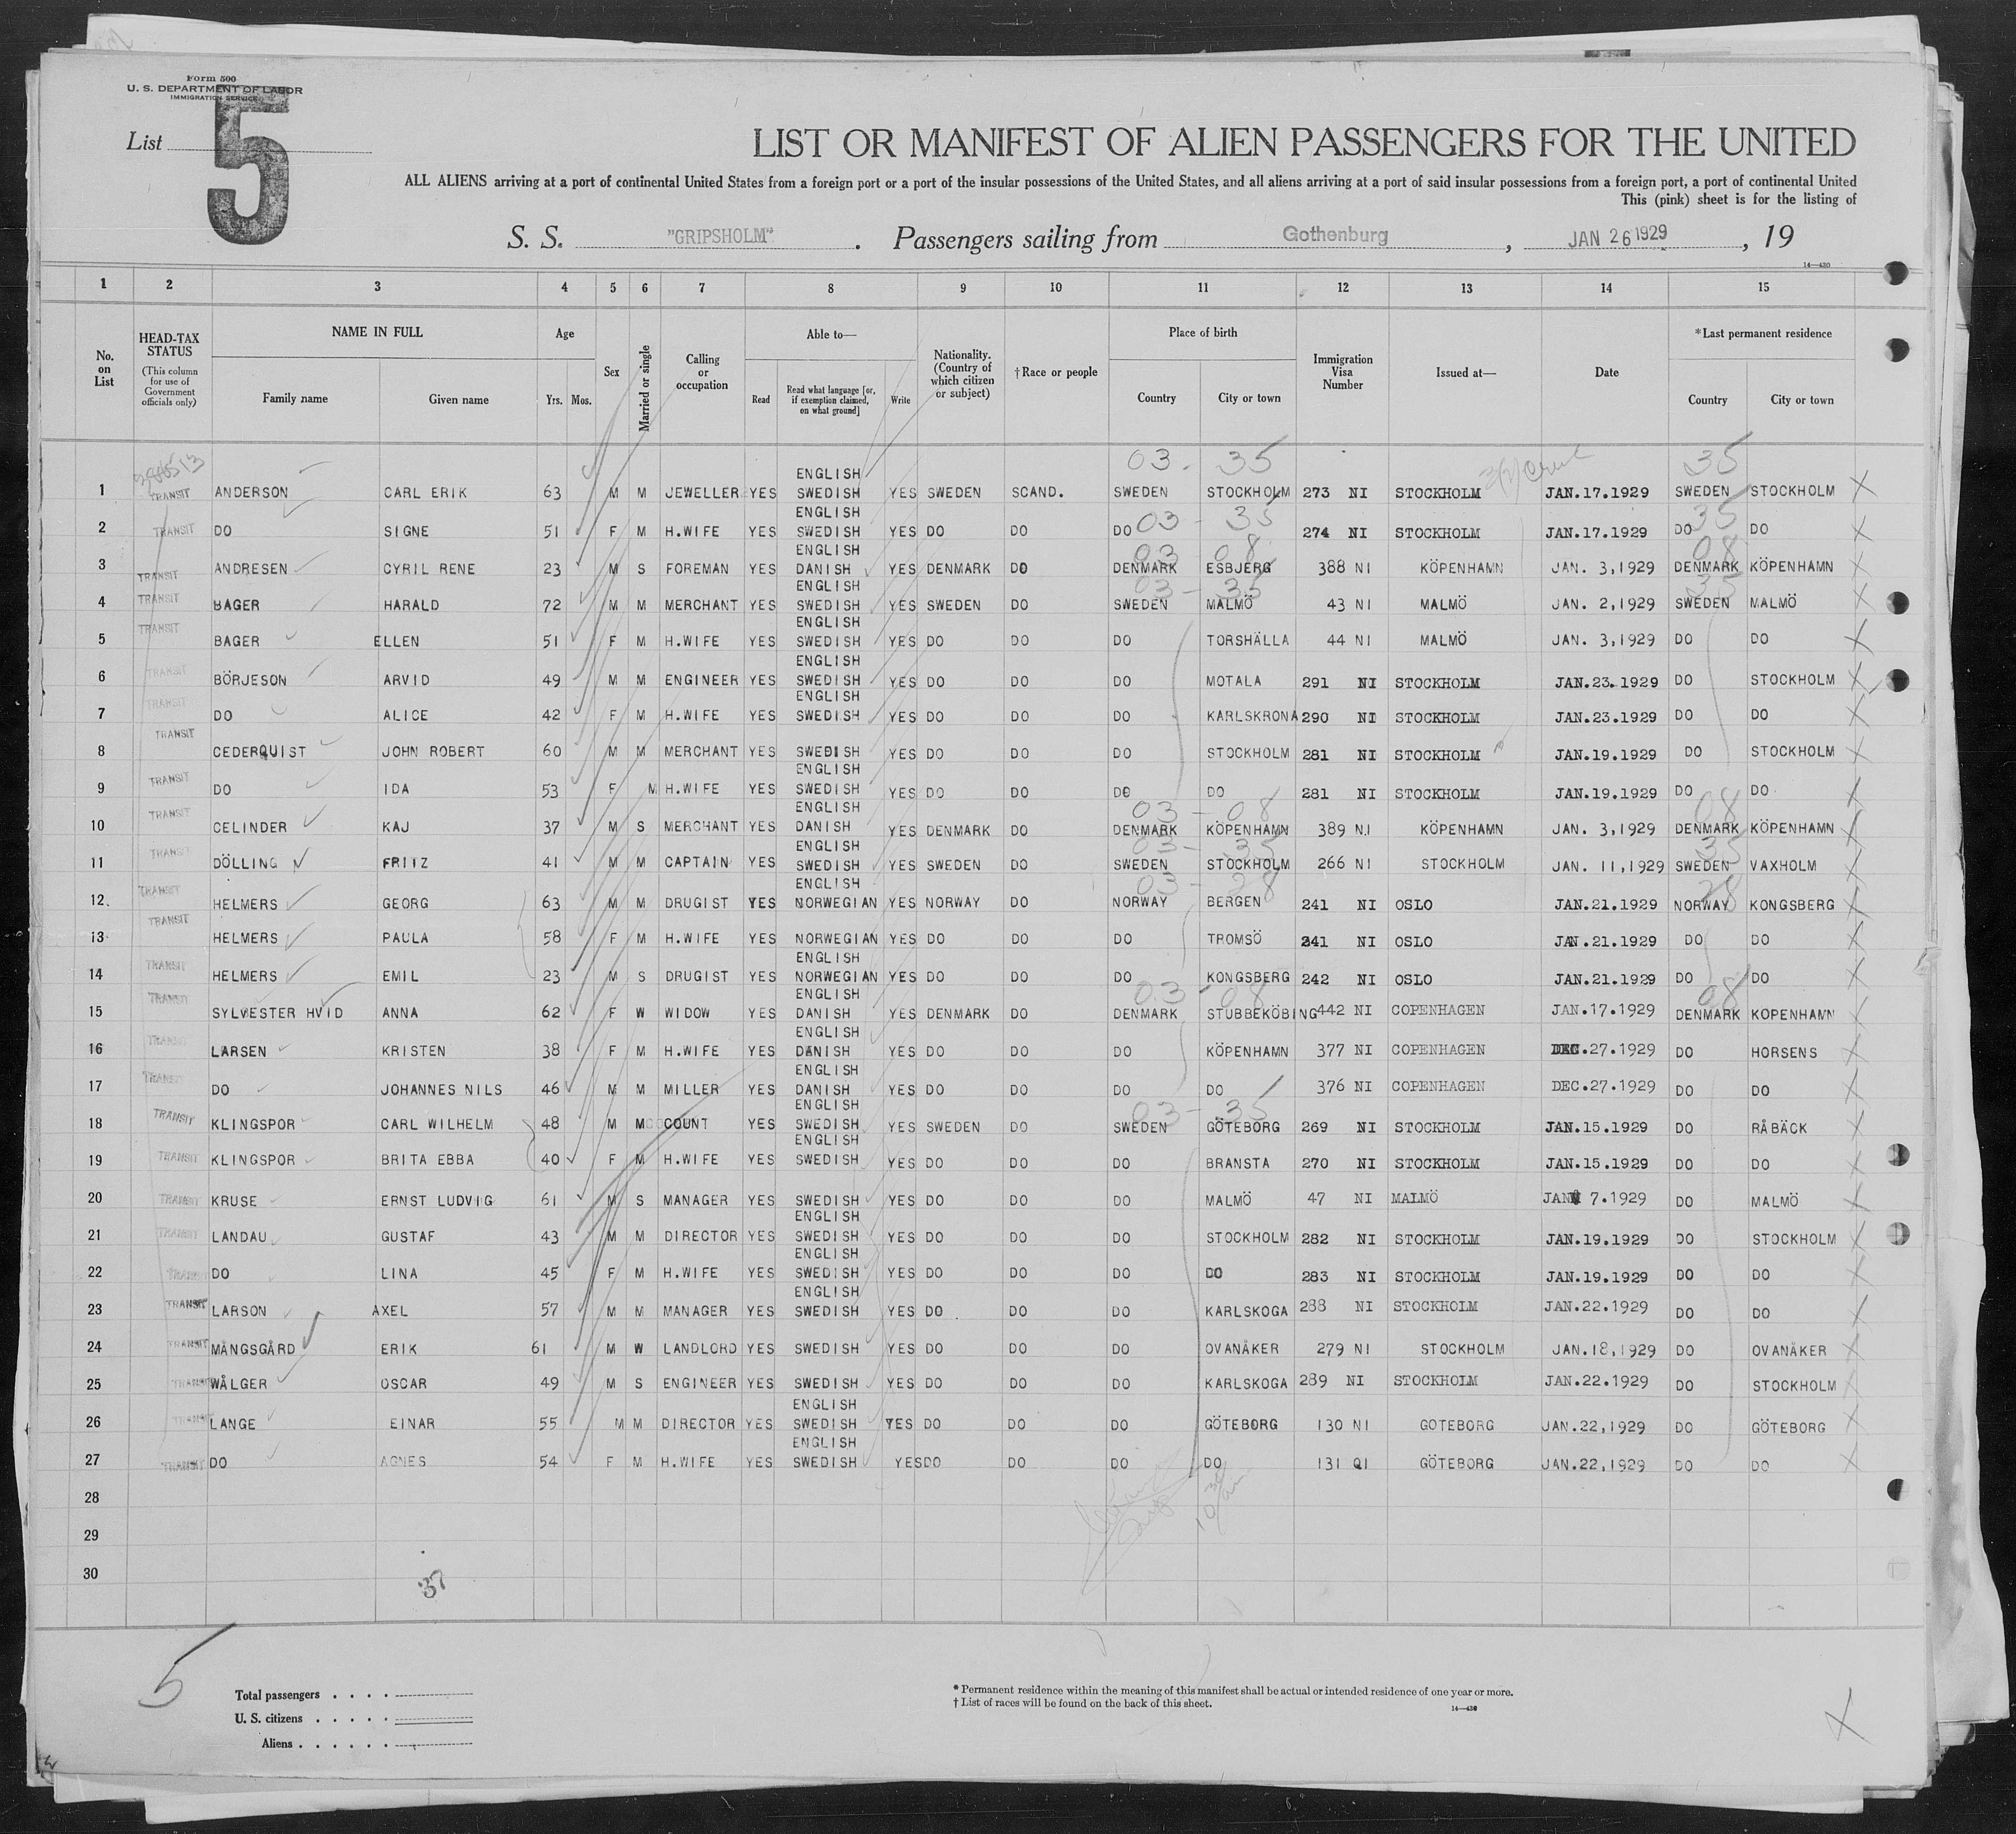 Form 500
U. S. DEPARTMENT OF LABOR
IMMIGRATION SERVICE
List 5
LIST OR MANIFEST OF ALIEN PASSENGERS FOR THE UNITED
ALL ALIENS arriving at a port of continental United States from a foreign port or a port of the insular possessions of the United States, and all aliens arriving at a port of said insular possessions from a foreign port, a port of continental United
This (pink) sheet is for the listing of
S. S. "GRIPSHOLM". Passengers sailing from Gothenburg, JAN 26 1929, 19
14—430
1 2 3 4 5 6 7 8 9 10 11 12 13 14 15
No. on List
HEAD-TAX STATUS
(This column for use of Government officials only)
NAME IN FULL
Family name Given name
Age
Yrs. Mos.
Sex
Married or single
Calling or occupation
Able to—
Read
Read what language [or, if exemption claimed, on what ground]
Write
Nationality. (Country of which citizen or subject)
† Race or people
Place of birth
Country City or town
Immigration Visa Number
Issued at—
Date
*Last permanent residence
Country City or town
03 - 35 35
1 TRANSIT ANDERSON CARL ERIK 63 M M JEWELLER YES ENGLISH SWEDISH YES SWEDEN SCAND. SWEDEN STOCKHOLM 273 NI STOCKHOLM JAN.17.1929 SWEDEN STOCKHOLM X
03 - 35 35
2 TRANSIT DO SIGNE 51 F M H.WIFE YES ENGLISH SWEDISH YES DO DO DO 274 NI STOCKHOLM JAN.17.1929 DO DO X
03 - 08 08
3 TRANSIT ANDRESEN CYRIL RENE 23 M S FOREMAN YES ENGLISH DANISH YES DENMARK DO DENMARK ESBJERG 388 NI KÖPENHAMN JAN. 3,1929 DENMARK KÖPENHAMN X
03 - 35 35
4 TRANSIT BAGER HARALD 72 M M MERCHANT YES ENGLISH SWEDISH YES SWEDEN DO SWEDEN MALMÖ 43 NI MALMÖ JAN. 2,1929 SWEDEN MALMÖ X
5 TRANSIT BAGER ELLEN 51 F M H.WIFE YES ENGLISH SWEDISH YES DO DO DO TORSHÄLLA 44 NI MALMÖ JAN. 3,1929 DO DO X
6 TRANSIT BÖRJESON ARVID 49 M M ENGINEER YES ENGLISH SWEDISH YES DO DO DO MOTALA 291 NI STOCKHOLM JAN.23.1929 DO STOCKHOLM X
7 TRANSIT DO ALICE 42 F M H.WIFE YES ENGLISH SWEDISH YES DO DO DO KARLSKRONA 290 NI STOCKHOLM JAN.23.1929 DO DO X
8 TRANSIT CEDERQUIST JOHN ROBERT 60 M M MERCHANT YES SWEDISH YES DO DO DO STOCKHOLM 281 NI STOCKHOLM JAN.19.1929 DO STOCKHOLM X
9 TRANSIT DO IDA 53 F M H.WIFE YES ENGLISH SWEDISH YES DO DO DO DO 281 NI STOCKHOLM JAN.19.1929 DO DO X
03 - 08 08
10 TRANSIT CELINDER KAJ 37 M S MERCHANT YES ENGLISH DANISH YES DENMARK DO DENMARK KÖPENHAMN 389 NI KÖPENHAMN JAN. 3,1929 DENMARK KÖPENHAMN X
03 - 35 35
11 TRANSIT DÖLLING FRITZ 41 M M CAPTAIN YES ENGLISH SWEDISH YES SWEDEN DO SWEDEN STOCKHOLM 266 NI STOCKHOLM JAN. 11,1929 SWEDEN VAXHOLM X
03 - 28 28
12 TRANSIT HELMERS GEORG 63 M M DRUGIST YES ENGLISH NORWEGIAN YES NORWAY DO NORWAY BERGEN 241 NI OSLO JAN.21.1929 NORWAY KONGSBERG X
13 TRANSIT HELMERS PAULA 58 F M H.WIFE YES NORWEGIAN YES DO DO DO TROMSÖ 241 NI OSLO JAN.21.1929 DO DO X
14 TRANSIT HELMERS EMIL 23 M S DRUGIST YES ENGLISH NORWEGIAN YES DO DO DO KONGSBERG 242 NI OSLO JAN.21.1929 DO DO X
03 - 08 08
15 TRANSIT SYLVESTER HVID ANNA 62 F W WIDOW YES ENGLISH DANISH YES DENMARK DO DENMARK STUBBEKÖBING 442 NI COPENHAGEN JAN.17.1929 DENMARK KOPENHAMN X
16 TRANSIT LARSEN KRISTEN 38 F M H.WIFE YES ENGLISH DANISH YES DO DO DO KÖPENHAMN 377 NI COPENHAGEN DEC.27.1929 DO HORSENS X
17 TRANSIT DO JOHANNES NILS 46 M M MILLER YES ENGLISH DANISH YES DO DO DO DO 376 NI COPENHAGEN DEC.27.1929 DO DO X
03 - 35
18 TRANSIT KLINGSPOR CARL WILHELM 48 M M COUNT YES ENGLISH SWEDISH YES SWEDEN DO SWEDEN GÖTEBORG 269 NI STOCKHOLM JAN.15.1929 DO RÅBÄCK X
19 TRANSIT KLINGSPOR BRITA EBBA 40 F M H.WIFE YES ENGLISH SWEDISH YES DO DO DO BRANSTA 270 NI STOCKHOLM JAN.15.1929 DO DO X
20 TRANSIT KRUSE ERNST LUDVIG 61 M S MANAGER YES SWEDISH YES DO DO DO MALMÖ 47 NI MALMÖ JAN 7.1929 DO MALMÖ X
21 TRANSIT LANDAU GUSTAF 43 M M DIRECTOR YES ENGLISH SWEDISH YES DO DO DO STOCKHOLM 282 NI STOCKHOLM JAN.19.1929 DO STOCKHOLM X
22 TRANSIT DO LINA 45 F M H.WIFE YES ENGLISH SWEDISH YES DO DO DO DO 283 NI STOCKHOLM JAN.19.1929 DO DO X
23 TRANSIT LARSON AXEL 57 M M MANAGER YES ENGLISH SWEDISH YES DO DO DO KARLSKOGA 288 NI STOCKHOLM JAN.22.1929 DO DO X
24 TRANSIT MÅNGSGÅRD ERIK 61 M W LANDLORD YES SWEDISH YES DO DO DO OVANÅKER 279 NI STOCKHOLM JAN.18,1929 DO OVANÅKER X
25 TRANSIT WÅLGER OSCAR 49 M S ENGINEER YES SWEDISH YES DO DO DO KARLSKOGA 289 NI STOCKHOLM JAN.22.1929 DO STOCKHOLM X
26 TRANSIT LANGE EINAR 55 M M DIRECTOR YES ENGLISH SWEDISH YES DO DO DO GÖTEBORG 130 NI GOTEBORG JAN.22,1929 DO GÖTEBORG X
27 TRANSIT DO AGNES 54 F M H.WIFE YES ENGLISH SWEDISH YES DO DO DO DO 131 QI GÖTEBORG JAN.22,1929 DO DO X
28
29
30
37
5
Total passengers
U. S. citizens
Aliens
* Permanent residence within the meaning of this manifest shall be actual or intended residence of one year or more.
† List of races will be found on the back of this sheet.
14—430
X